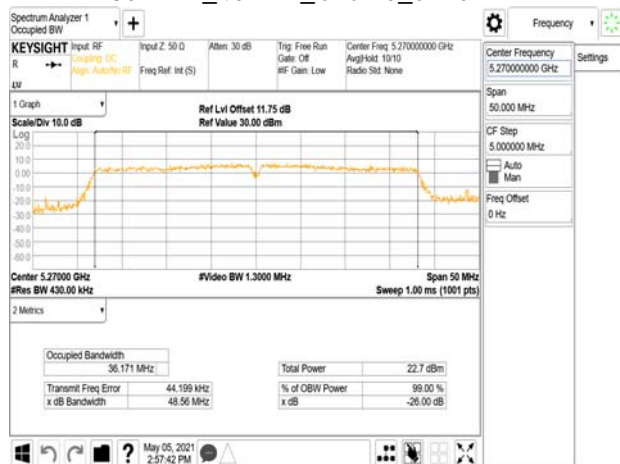 Spectrum Analyzer 1
Occupied BW
Frequency
KEYSIGHT
Input: RF
Coupling: DC
Align: Auto/No RF
Input Z: 50 Ω
Freq Ref: Int (S)
Atten: 30 dB
Trig: Free Run
Gate: Off
#IF Gain: Low
Center Freq: 5.270000000 GHz
Avg|Hold: 10/10
Radio Std: None
R
Center Frequency
5.270000000 GHz
Settings
Span
50.000 MHz
CF Step
5.000000 MHz
Auto
Man
Freq Offset
0 Hz
1 Graph
Scale/Div 10.0 dB
Ref Lvl Offset 11.75 dB
Ref Value 30.00 dBm
Log
20.0
10.0
0.00
-10.0
-20.0
-30.0
-40.0
-50.0
-60.0
Center 5.27000 GHz
#Res BW 430.00 kHz
#Video BW 1.3000 MHz
Span 50 MHz
Sweep 1.00 ms (1001 pts)
2 Metrics
Occupied Bandwidth
36.171 MHz
Transmit Freq Error 44.199 kHz
x dB Bandwidth 48.56 MHz
Total Power 22.7 dBm
% of OBW Power 99.00 %
x dB -26.00 dB
?
May 05, 2021
2:57:42 PM